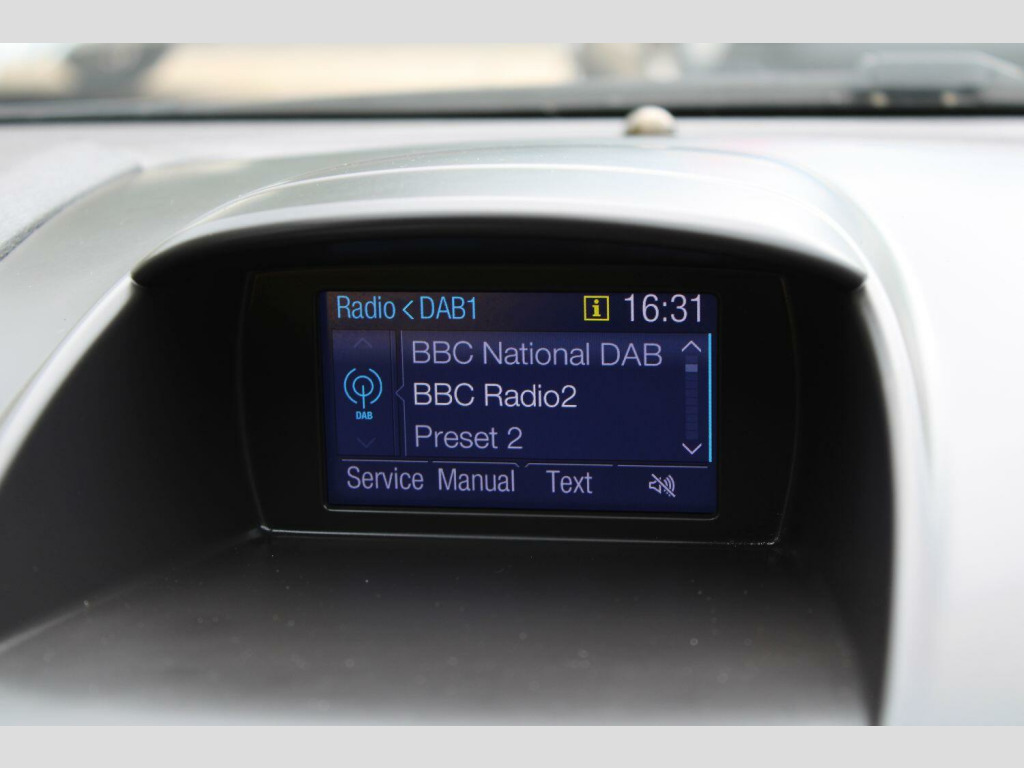 Radio < DAB1 i 16:31
BBC National DAB
BBC Radio2
DAB
Preset 2
Service Manual Text